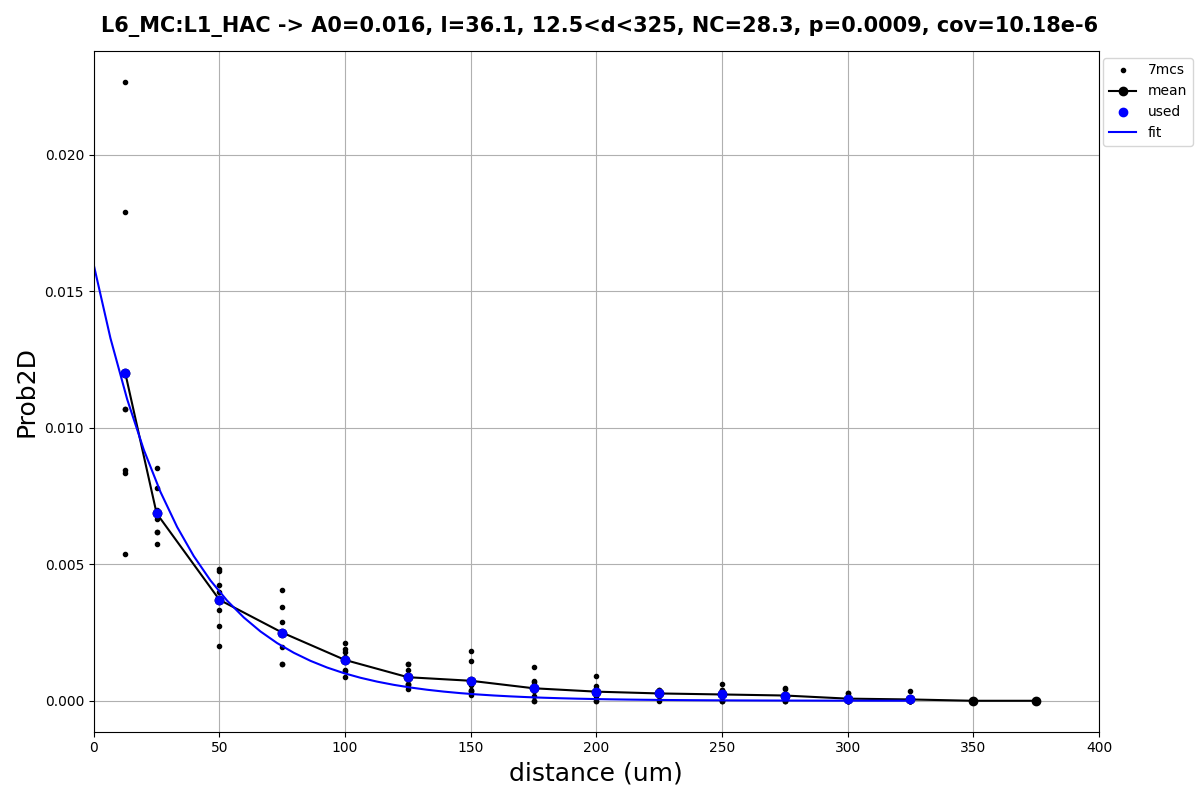 L6_MC:L1_HAC -> A0=0.016, l=36.1, 12.5<d<325, NC=28.3, p=0.0009, cov=10.18e-6
7mcs
mean
used
fit
0.020
0.015
0.010
0.005
0.000
Prob2D
0 50 100 150 200 250 300 350 400
distance (um)